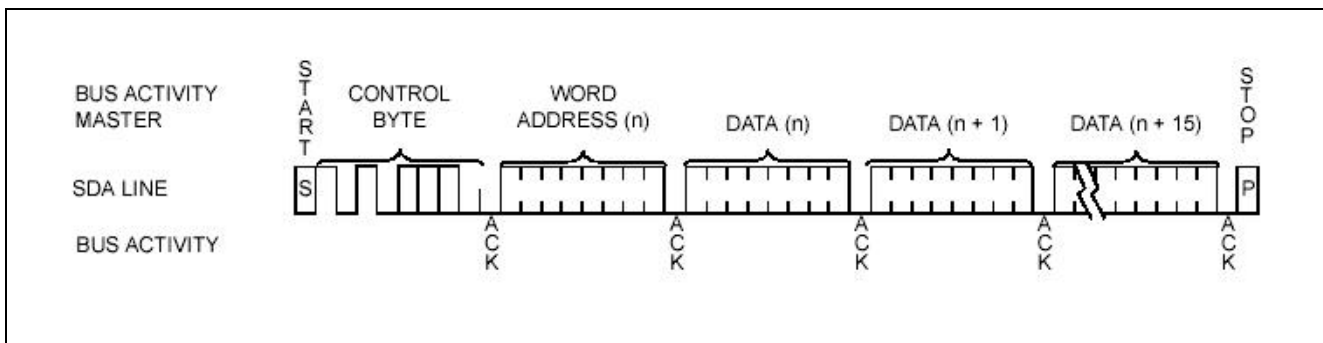 BUS ACTIVITY
MASTER
START
CONTROL
BYTE
WORD
ADDRESS (n)
DATA (n)
DATA (n + 1)
DATA (n + 15)
STOP
SDA LINE
S
P
BUS ACTIVITY
ACK
ACK
ACK
ACK
ACK